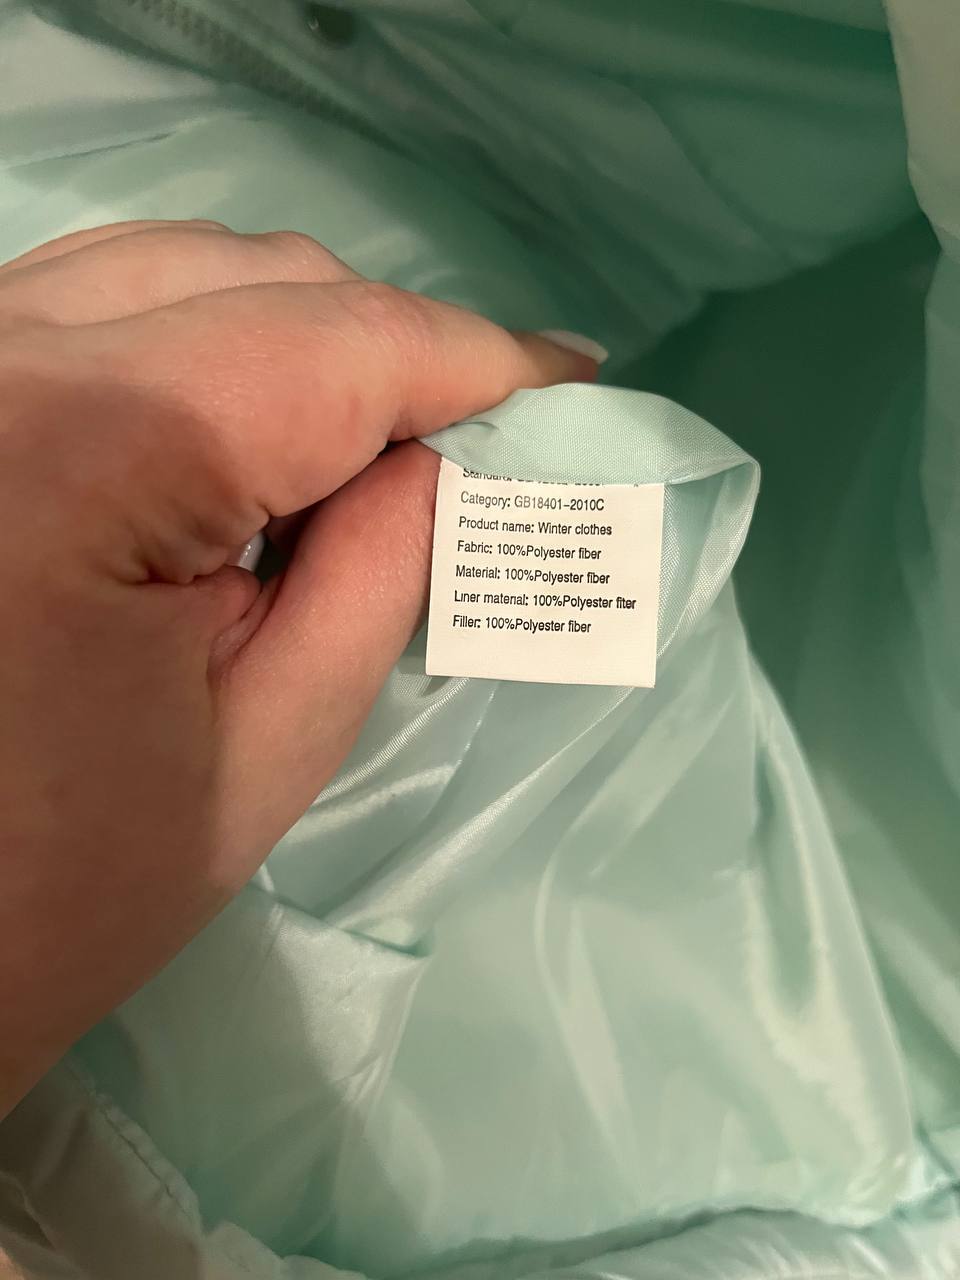 Category: GB18401-2010C
Product name: Winter clothes
Fabric: 100%Polyester fiber
Material: 100%Polyester fiber
Liner material: 100%Polyester fiter
Filler: 100%Polyester fiber